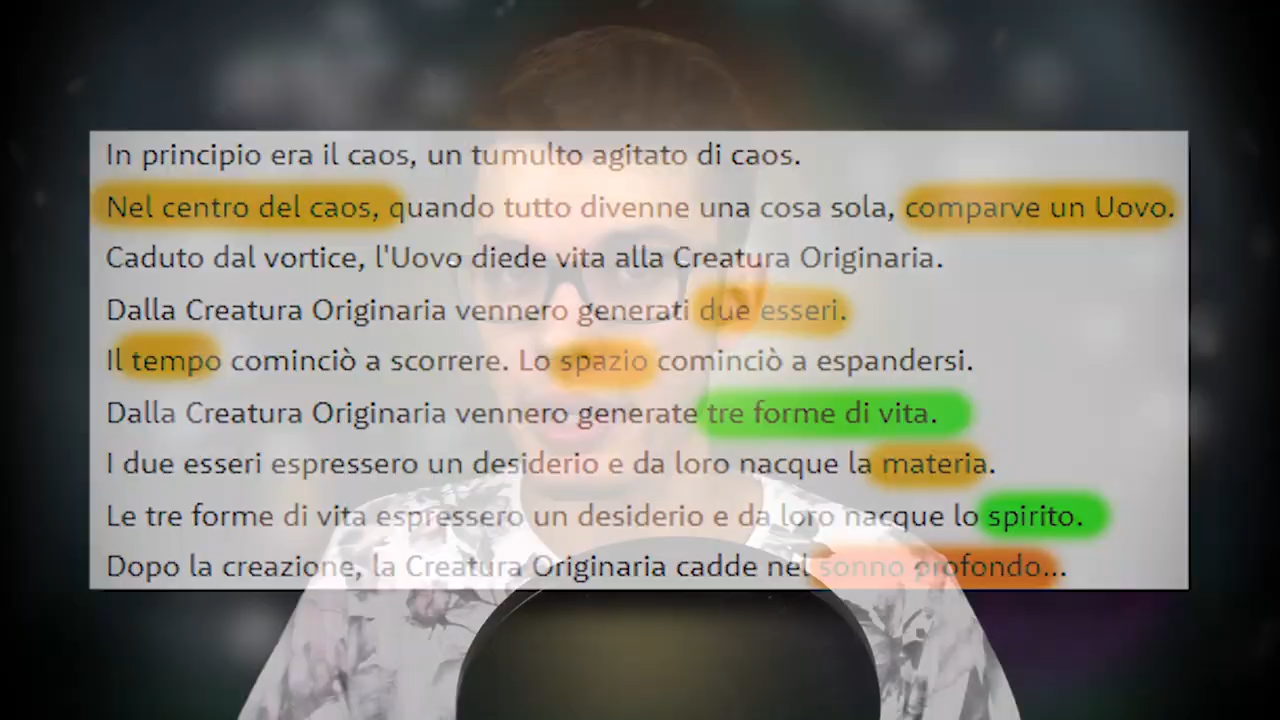 In principio era il caos, un tumulto agitato di caos.
Nel centro del caos, quando tutto divenne una cosa sola, comparve un Uovo.
Caduto dal vortice, l'Uovo diede vita alla Creatura Originaria.
Dalla Creatura Originaria vennero generati due esseri.
Il tempo cominciò a scorrere. Lo spazio cominciò a espandersi.
Dalla Creatura Originaria vennero generate tre forme di vita.
I due esseri espressero un desiderio e da loro nacque la materia.
Le tre forme di vita espressero un desiderio e da loro nacque lo spirito.
Dopo la creazione, la Creatura Originaria cadde nel sonno profondo...